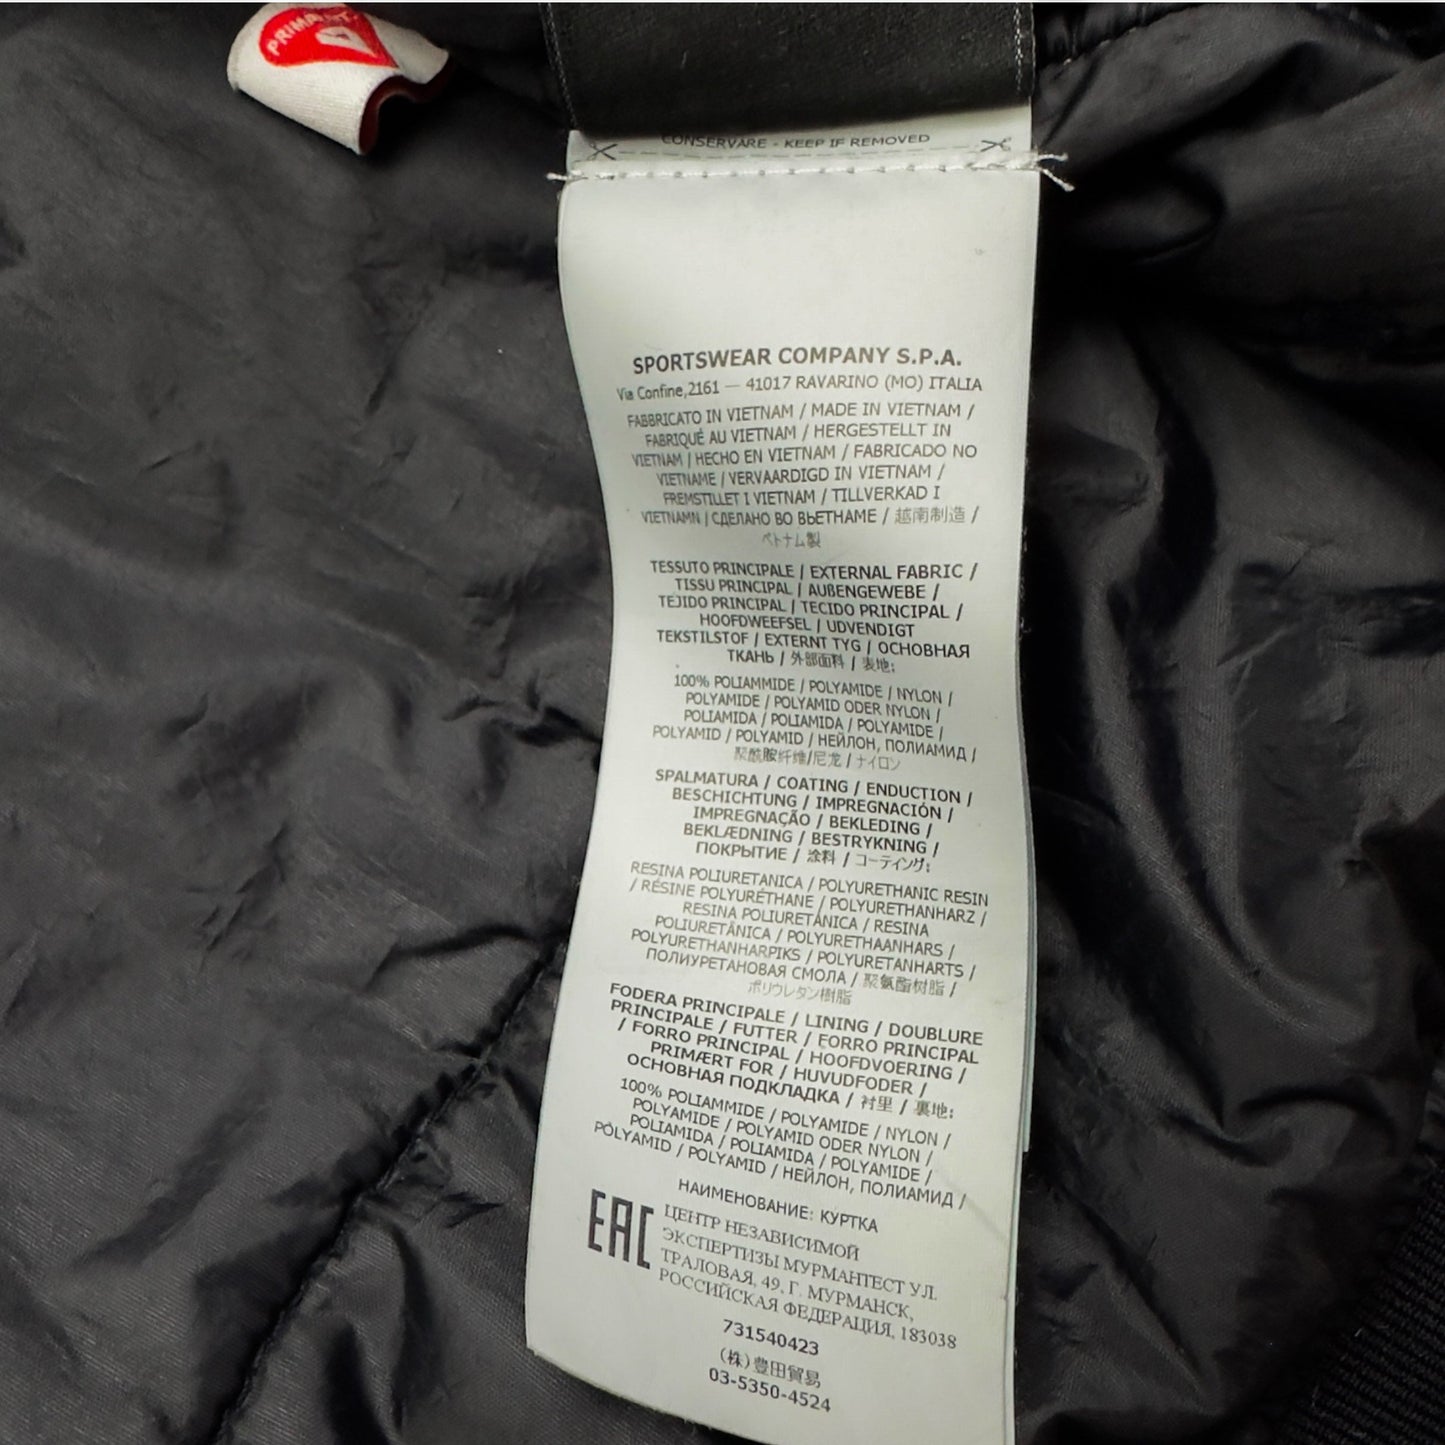 PRIMA
CONSERVARE - KEEP IF REMOVED
SPORTSWEAR COMPANY S.P.A.
Via Confine,2161 — 41017 RAVARINO (MO) ITALIA
FABBRICATO IN VIETNAM / MADE IN VIETNAM /
FABRIQUÉ AU VIETNAM / HERGESTELLT IN
VIETNAM / HECHO EN VIETNAM / FABRICADO NO
VIETNAME / VERVAARDIGD IN VIETNAM /
FREMSTILLET I VIETNAM / TILLVERKAD I
VIETNAMN / СДЕЛАНО ВО ВЬЕТНАМЕ / 越南制造 /
ベトナム製
TESSUTO PRINCIPALE / EXTERNAL FABRIC /
TISSU PRINCIPAL / AUßENGEWEBE /
TEJIDO PRINCIPAL / TECIDO PRINCIPAL /
HOOFDWEEFSEL / UDVENDIGT
TEKSTILSTOF / EXTERNT TYG / ОСНОВНАЯ
ТКАНЬ / 外部面料 / 表地:
100% POLIAMMIDE / POLYAMIDE / NYLON /
POLYAMIDE / POLYAMID ODER NYLON /
POLIAMIDA / POLIAMIDA / POLYAMIDE /
POLYAMID / POLYAMID / НЕЙЛОН, ПОЛИАМИД /
聚酰胺纤维/尼龙 / ナイロン
SPALMATURA / COATING / ENDUCTION /
BESCHICHTUNG / IMPREGNACIÓN /
IMPREGNAÇÃO / BEKLEDING /
BEKLÆDNING / BESTRYKNING /
ПОКРЫТИЕ / 涂料 / コーティング:
RESINA POLIURETANICA / POLYURETHANIC RESIN
/ RÉSINE POLYURÉTHANE / POLYURETHANHARZ /
RESINA POLIURETÁNICA / RESINA
POLIURETÂNICA / POLYURETHAANHARS /
POLYURETHANHARPIKS / POLYURETANHARTS /
ПОЛИУРЕТАНОВАЯ СМОЛА / 聚氨酯树脂 /
ポリウレタン樹脂
FODERA PRINCIPALE / LINING / DOUBLURE
PRINCIPALE / FUTTER / FORRO PRINCIPAL
/ FORRO PRINCIPAL / HOOFDVOERING /
PRIMÆRT FOR / HUVUDFODER /
ОСНОВНАЯ ПОДКЛАДКА / 衬里 / 裏地:
100% POLIAMMIDE / POLYAMIDE / NYLON /
POLYAMIDE / POLYAMID ODER NYLON /
POLIAMIDA / POLIAMIDA / POLYAMIDE /
POLYAMID / POLYAMID / НЕЙЛОН, ПОЛИАМИД /
НАИМЕНОВАНИЕ: КУРТКА
EAC
ЦЕНТР НЕЗАВИСИМОЙ
ЭКСПЕРТИЗЫ МУРМАНТЕСТ УЛ.
ТРАЛОВАЯ, 49, Г. МУРМАНСК,
РОССИЙСКАЯ ФЕДЕРАЦИЯ, 183038
731540423
(株)豊田貿易
03-5350-4524